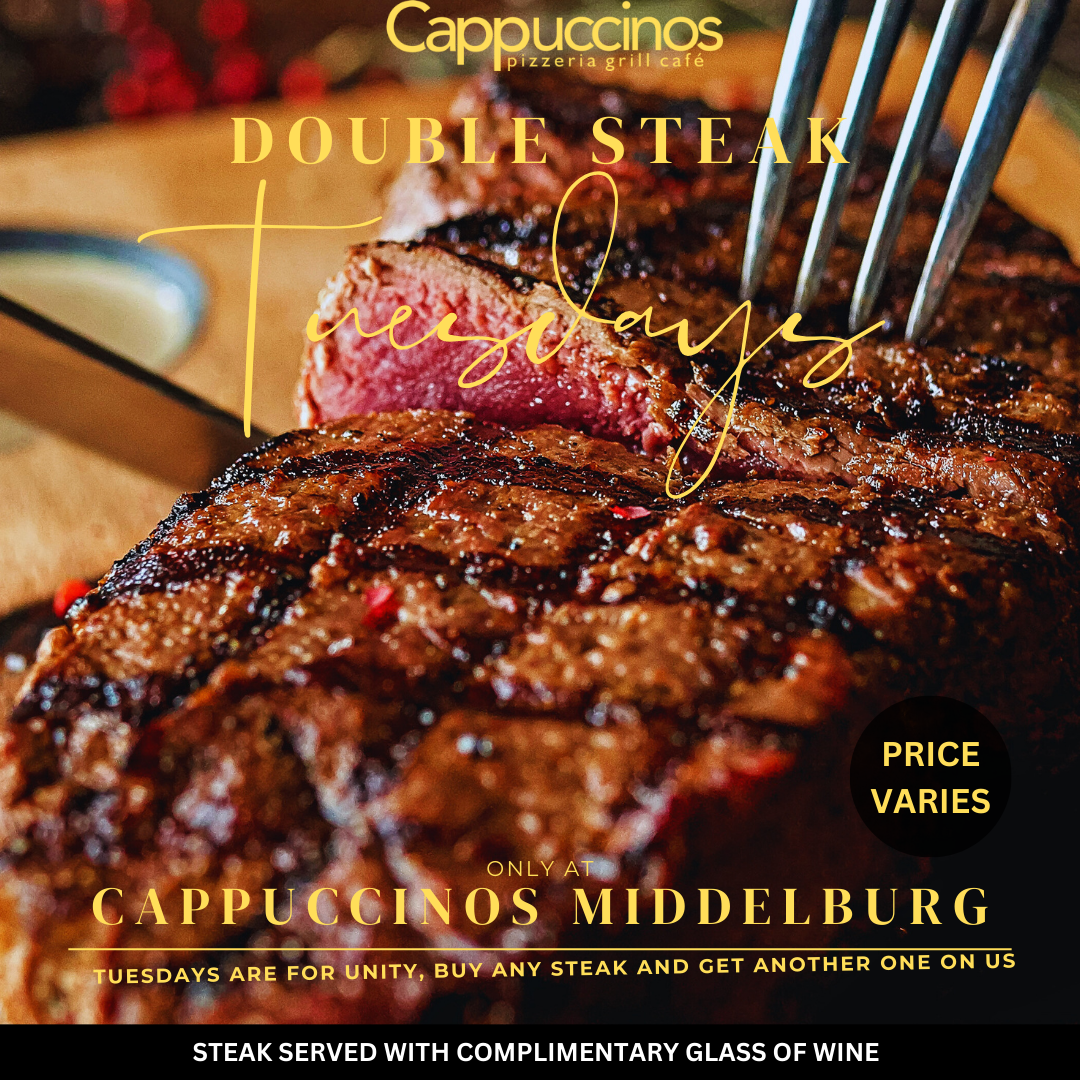 Cappuccinos
pizzeria grill café
DOUBLE STEAK
Tuesdays
PRICE
VARIES
ONLY AT
CAPPUCCINOS MIDDELBURG
TUESDAYS ARE FOR UNITY, BUY ANY STEAK AND GET ANOTHER ONE ON US
STEAK SERVED WITH COMPLIMENTARY GLASS OF WINE